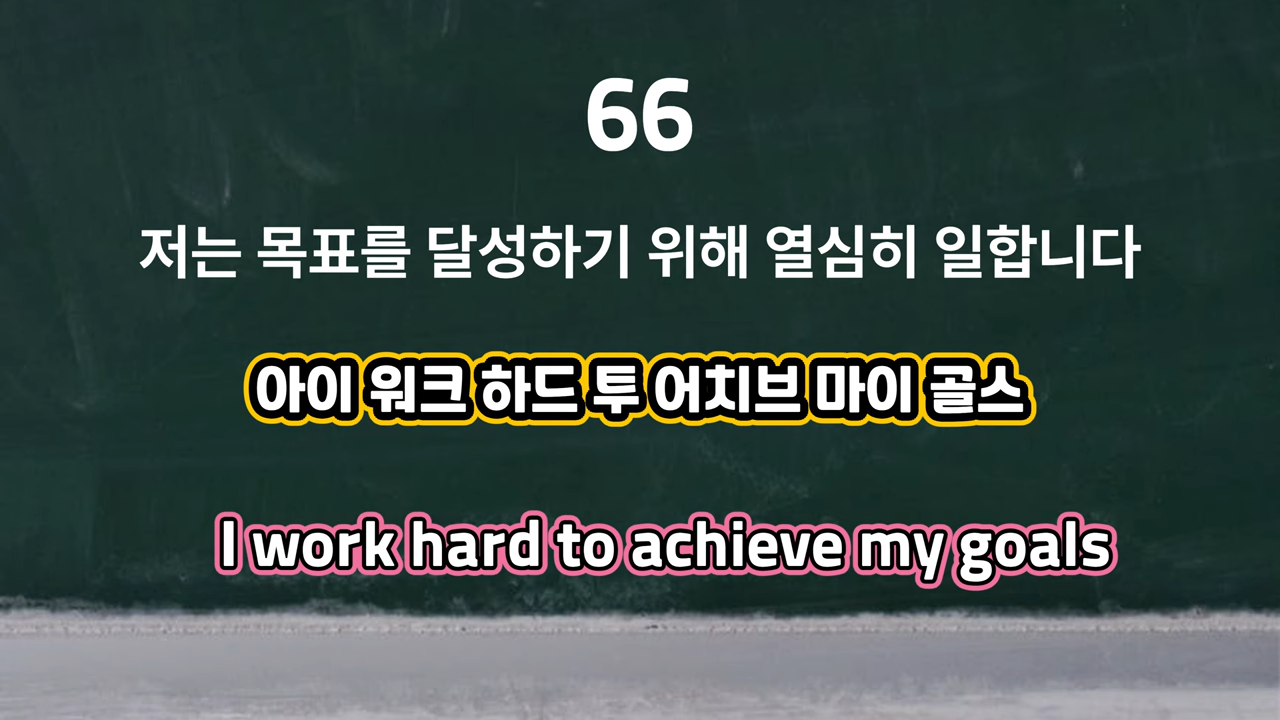 66
저는 목표를 달성하기 위해 열심히 일합니다
아이 워크 하드 투 어치브 마이 골스
I work hard to achieve my goals